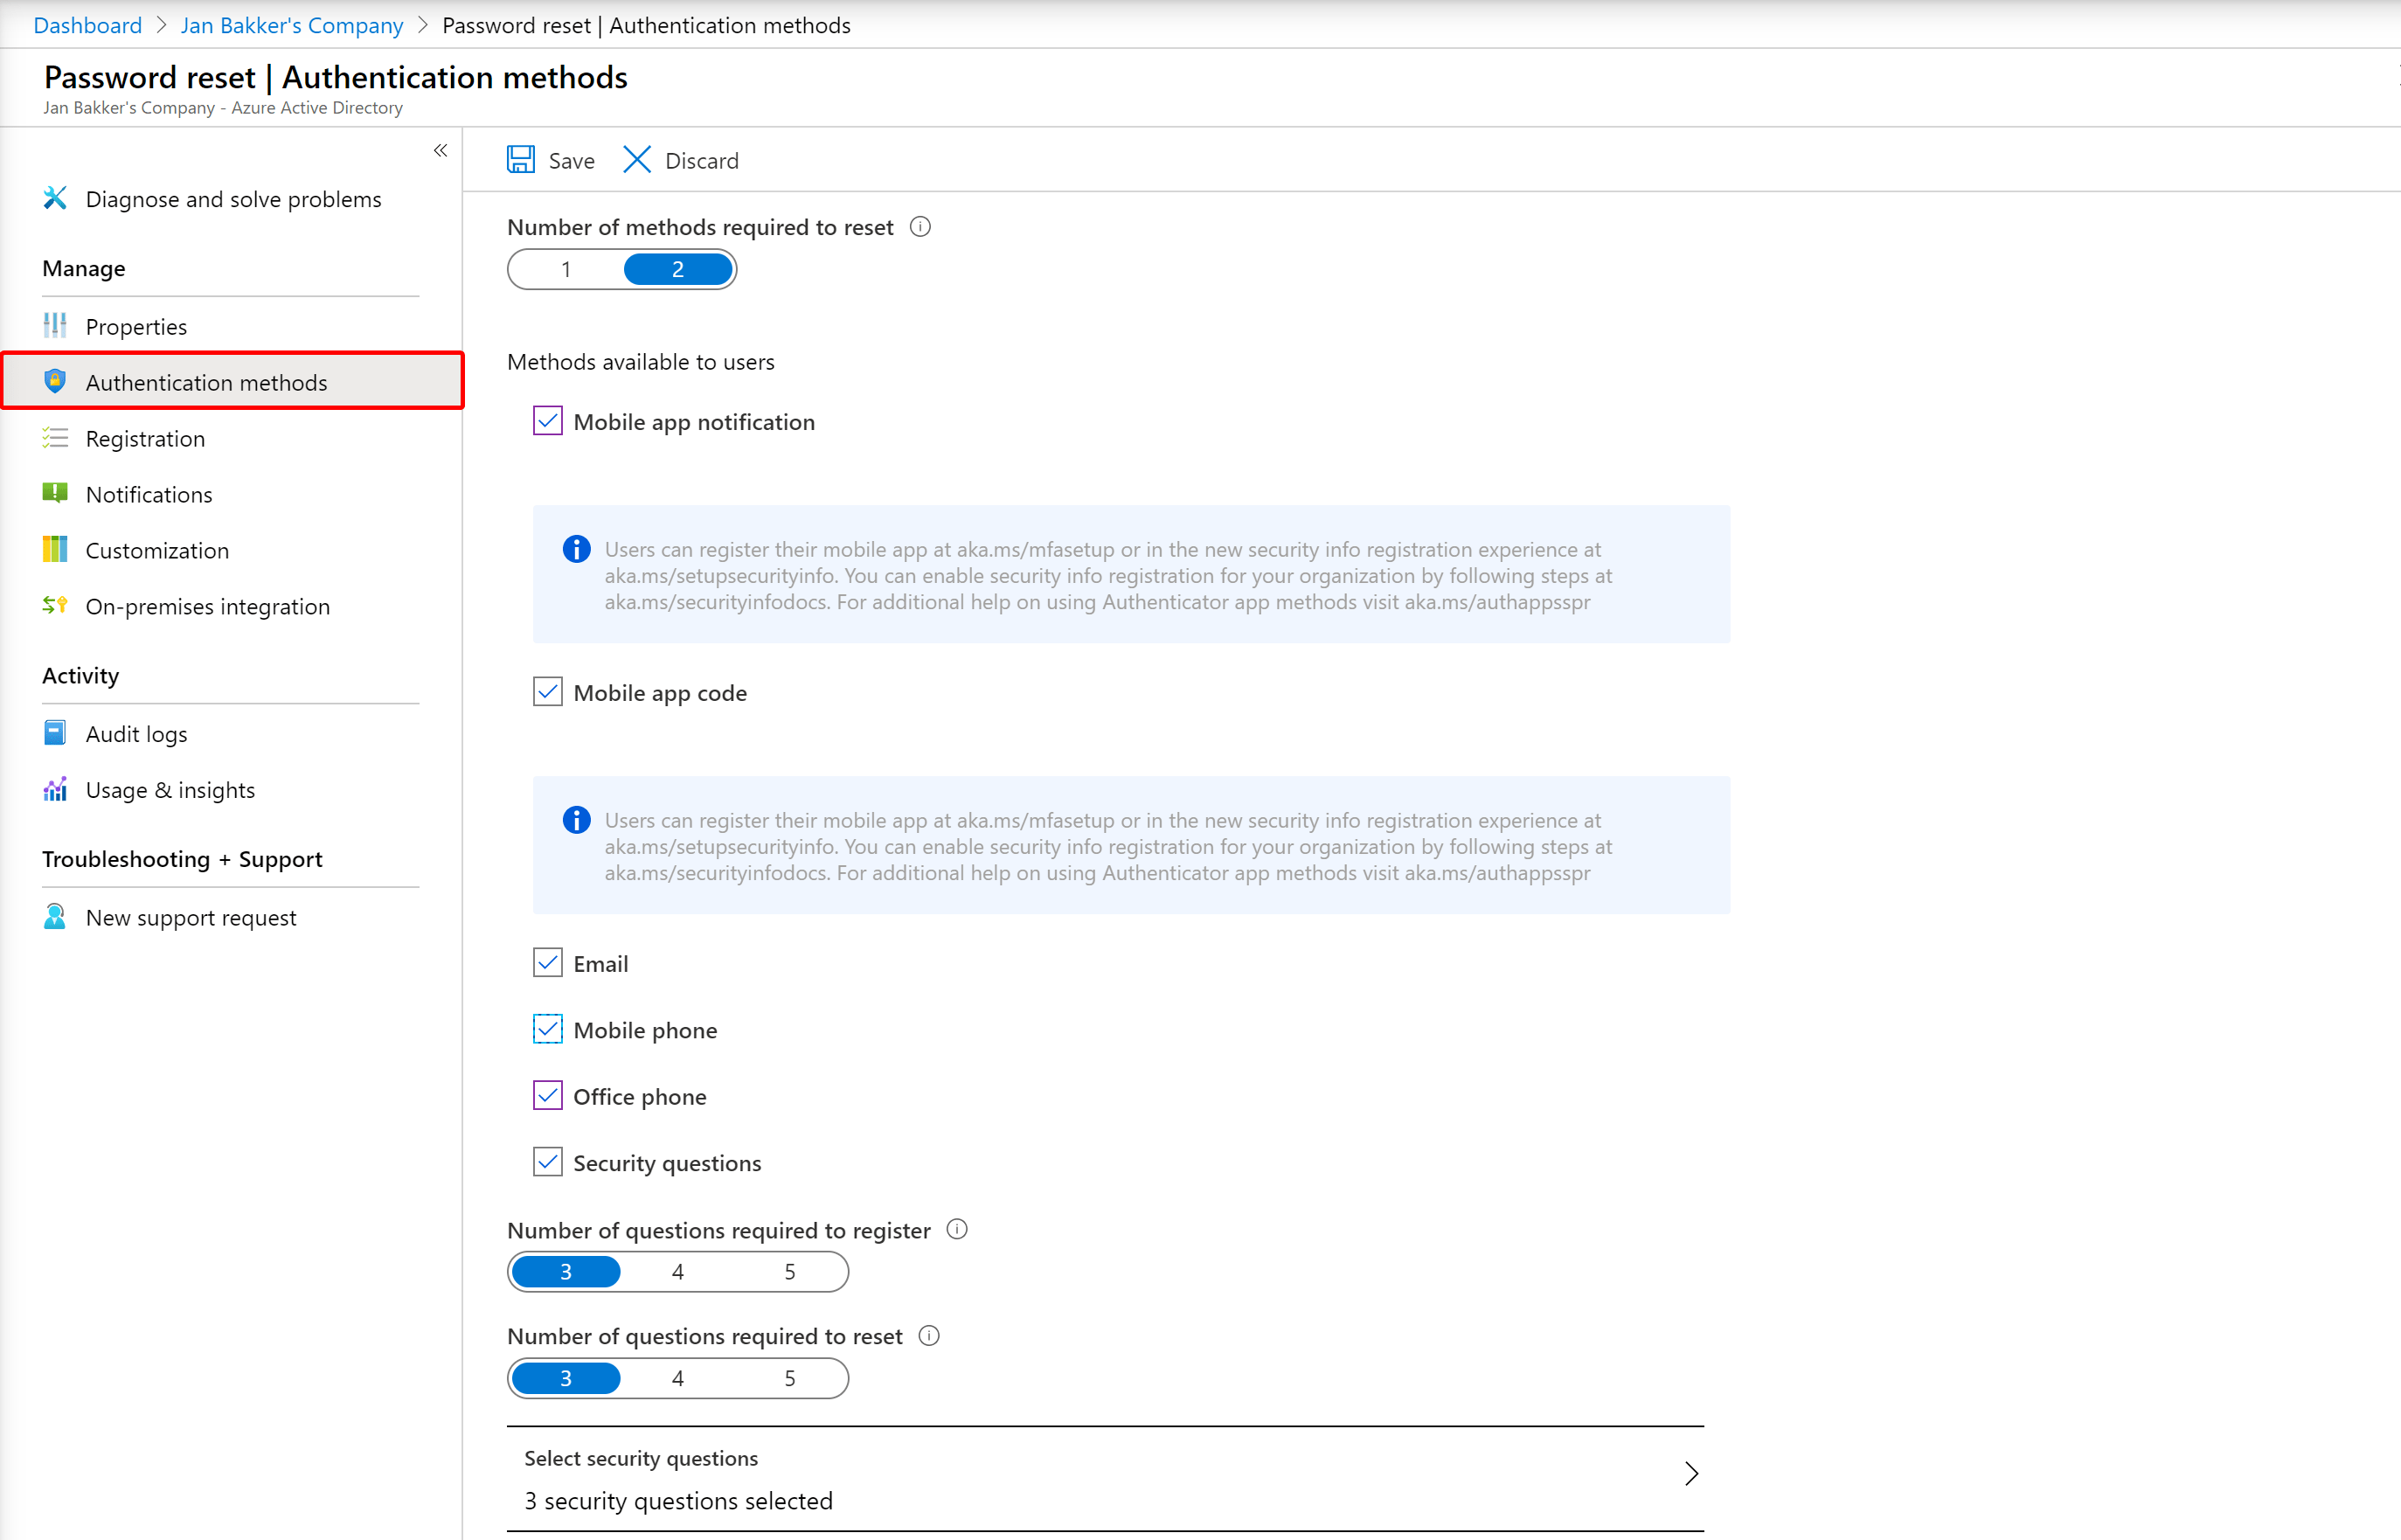 Dashboard > Jan Bakker's Company > Password reset | Authentication methods
Password reset | Authentication methods
Jan Bakker's Company - Azure Active Directory
«
Diagnose and solve problems
Manage
Properties
Authentication methods
Registration
Notifications
Customization
On-premises integration
Activity
Audit logs
Usage & insights
Troubleshooting + Support
New support request
Save Discard
Number of methods required to reset
1 2
Methods available to users
Mobile app notification
Users can register their mobile app at aka.ms/mfasetup or in the new security info registration experience at
aka.ms/setupsecurityinfo. You can enable security info registration for your organization by following steps at
aka.ms/securityinfodocs. For additional help on using Authenticator app methods visit aka.ms/authappsspr
Mobile app code
Users can register their mobile app at aka.ms/mfasetup or in the new security info registration experience at
aka.ms/setupsecurityinfo. You can enable security info registration for your organization by following steps at
aka.ms/securityinfodocs. For additional help on using Authenticator app methods visit aka.ms/authappsspr
Email
Mobile phone
Office phone
Security questions
Number of questions required to register
3 4 5
Number of questions required to reset
3 4 5
Select security questions
3 security questions selected